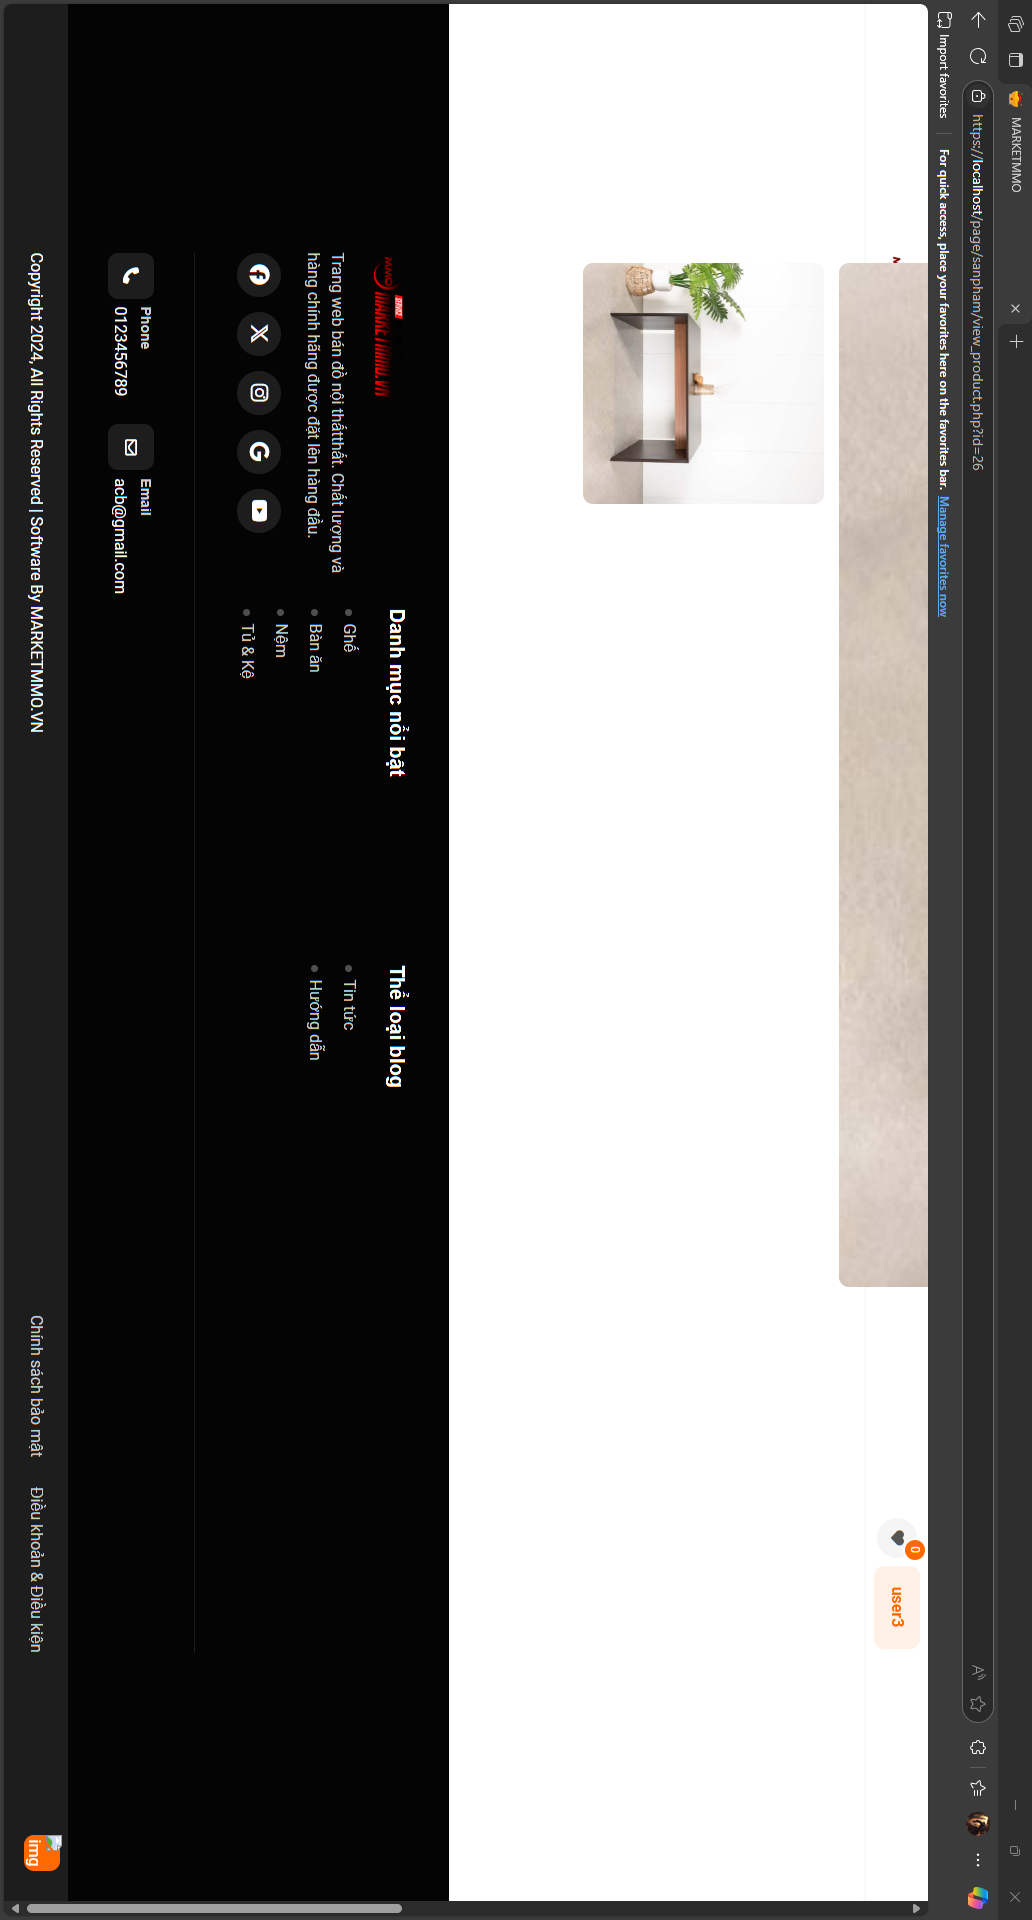 MARKETMMO
https://localhost/page/sanpham/view_product.php?id=26
Import favorites
For quick access, place your favorites here on the favorites bar. Manage favorites now
0
user3
SERVICE
MMO MARKETMMO.VN
Trang web bán đồ nội thấtthất. Chất lượng và
hàng chính hãng được đặt lên hàng đầu.
Danh mục nổi bật
Ghế
Bàn ăn
Nệm
Tủ & Kệ
Thể loại blog
Tin tức
Hướng dẫn
Phone
0123456789
Email
acb@gmail.com
Copyright 2024, All Rights Reserved | Software By MARKETMMO.VN
Chính sách bảo mật
Điều khoản & Điều kiện
img